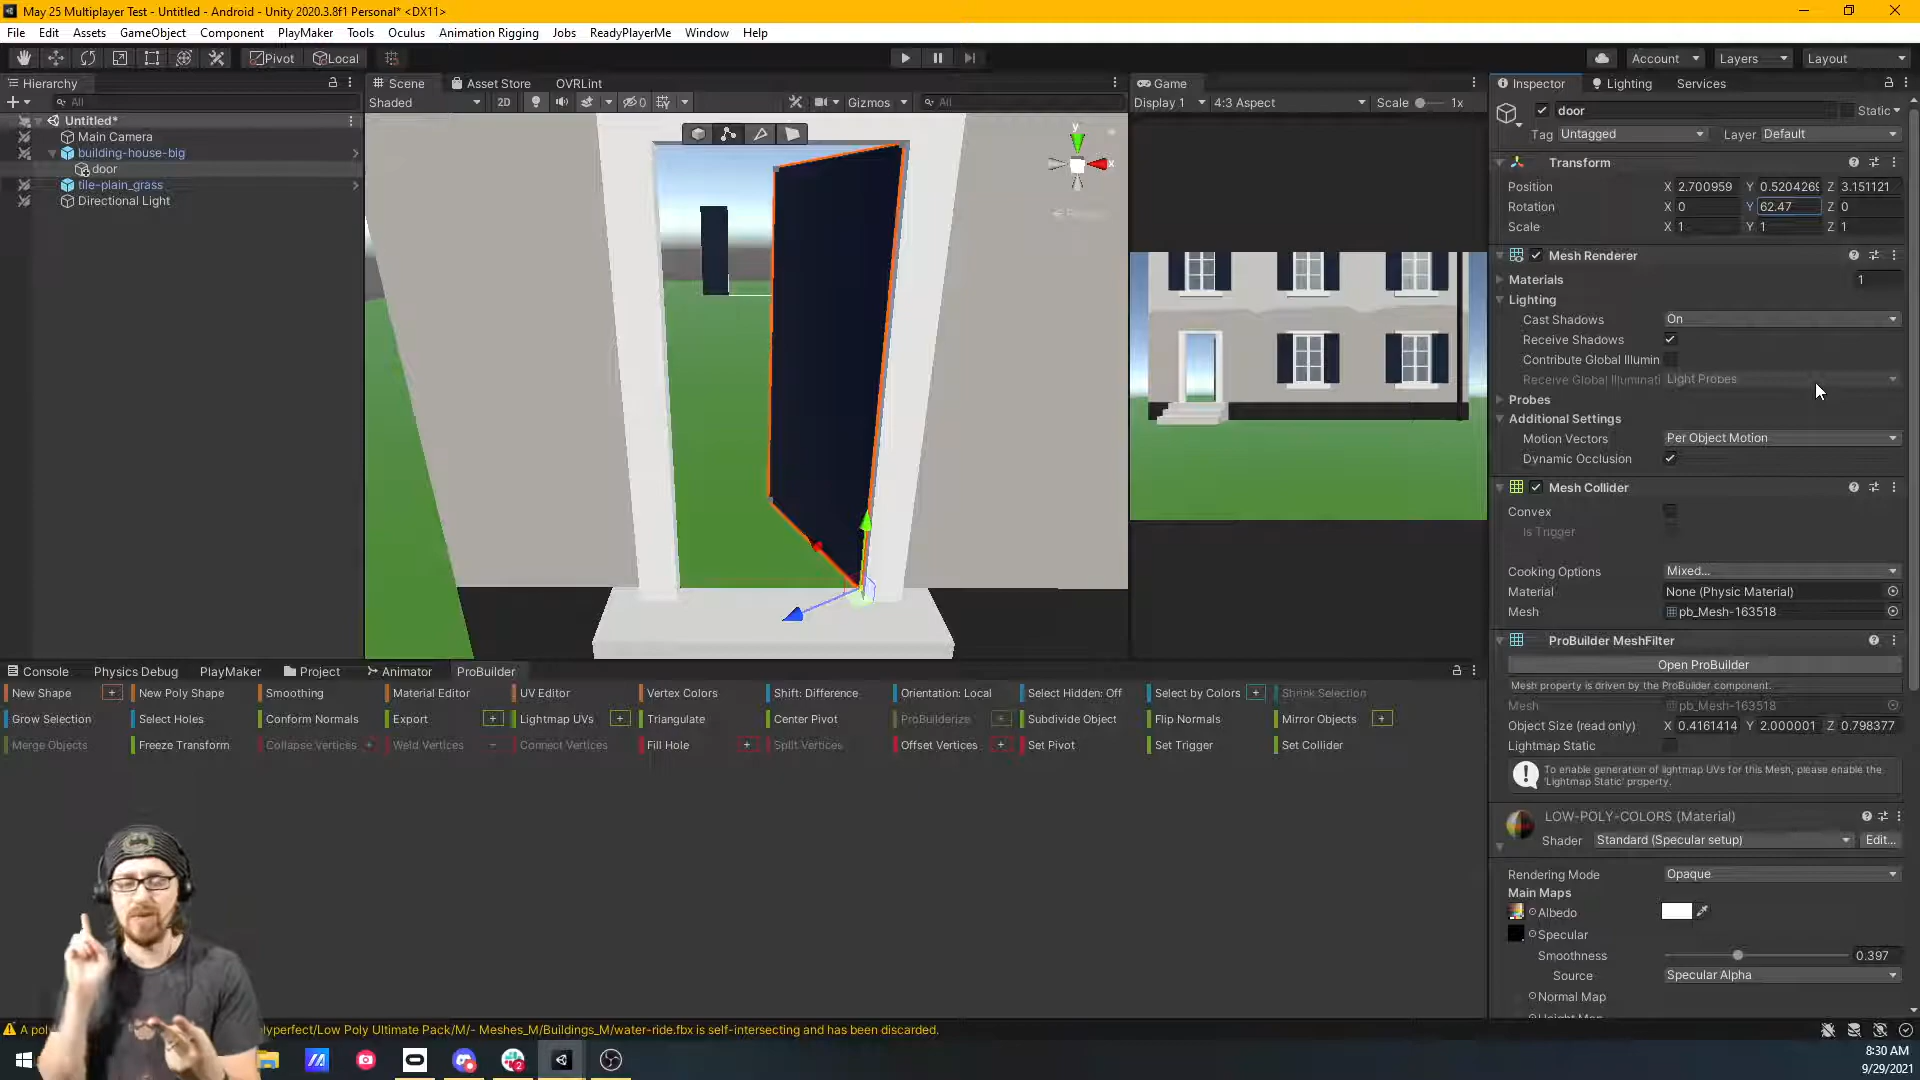 May 25 Multiplayer Test - Untitled - Android - Unity 2020.3.8f1 Personal* <DX11>
File Edit Assets GameObject Component Tools PlayMaker Oculus Animation Rigging Jobs ReadyPlayerMe Window Help
Pivot Local Account Layers Layout
Hierarchy
All
Untitled*
Main Camera
building-house-big
door
tile-plain_grass
Directional Light
Scene Asset Store OVRLint
Shaded 2D 0 Gizmos All
y
x
Game
Display 1 4:3 Aspect Scale 1x
Inspector Lighting Services
door Static
Tag Untagged Layer Default
Transform
Position X 2.700959 Y 0.5204269 Z 3.151121
Rotation X 0 Y 62.47 Z 0
Scale X 1 Y 1 Z 1
Mesh Renderer
Materials 1
Lighting
Cast Shadows On
Receive Shadows
Contribute Global Illumin
Receive Global Illuminati Light Probes
Probes
Additional Settings
Motion Vectors Per Object Motion
Dynamic Occlusion
Mesh Collider
Convex
Is Trigger
Cooking Options Mixed...
Material None (Physic Material)
Mesh pb_Mesh-163518
ProBuilder MeshFilter
Open ProBuilder
Mesh property is driven by the ProBuilder component.
Mesh pb_Mesh-163518
Object Size (read only) X 0.4161414 Y 2.000001 Z 0.798377
Lightmap Static
To enable generation of lightmap UVs for this Mesh, please enable the
'Lightmap Static' property.
LOW-POLY-COLORS (Material)
Shader Standard (Specular setup) Edit...
Rendering Mode Opaque
Main Maps
Albedo
Specular
Smoothness 0.397
Source Specular Alpha
Normal Map
Console Physics Debug PlayMaker Project Animator ProBuilder
New Shape + New Poly Shape Smoothing Material Editor UV Editor Vertex Colors Shift: Difference Orientation: Local Select Hidden: Off Select by Colors + Shrink Selection
Grow Selection Select Holes Conform Normals Export + Lightmap UVs + Triangulate Center Pivot ProBuilderize + Subdivide Object Flip Normals Mirror Objects +
Merge Objects Freeze Transform Collapse Vertices + Weld Vertices Connect Vertices Fill Hole + Split Vertices Offset Vertices + Set Pivot Set Trigger Set Collider
A po lyperfect/Low Poly Ultimate Pack/M/- Meshes_M/Buildings_M/water-ride.fbx is self-intersecting and has been discarded.
2
8:30 AM
9/29/2021